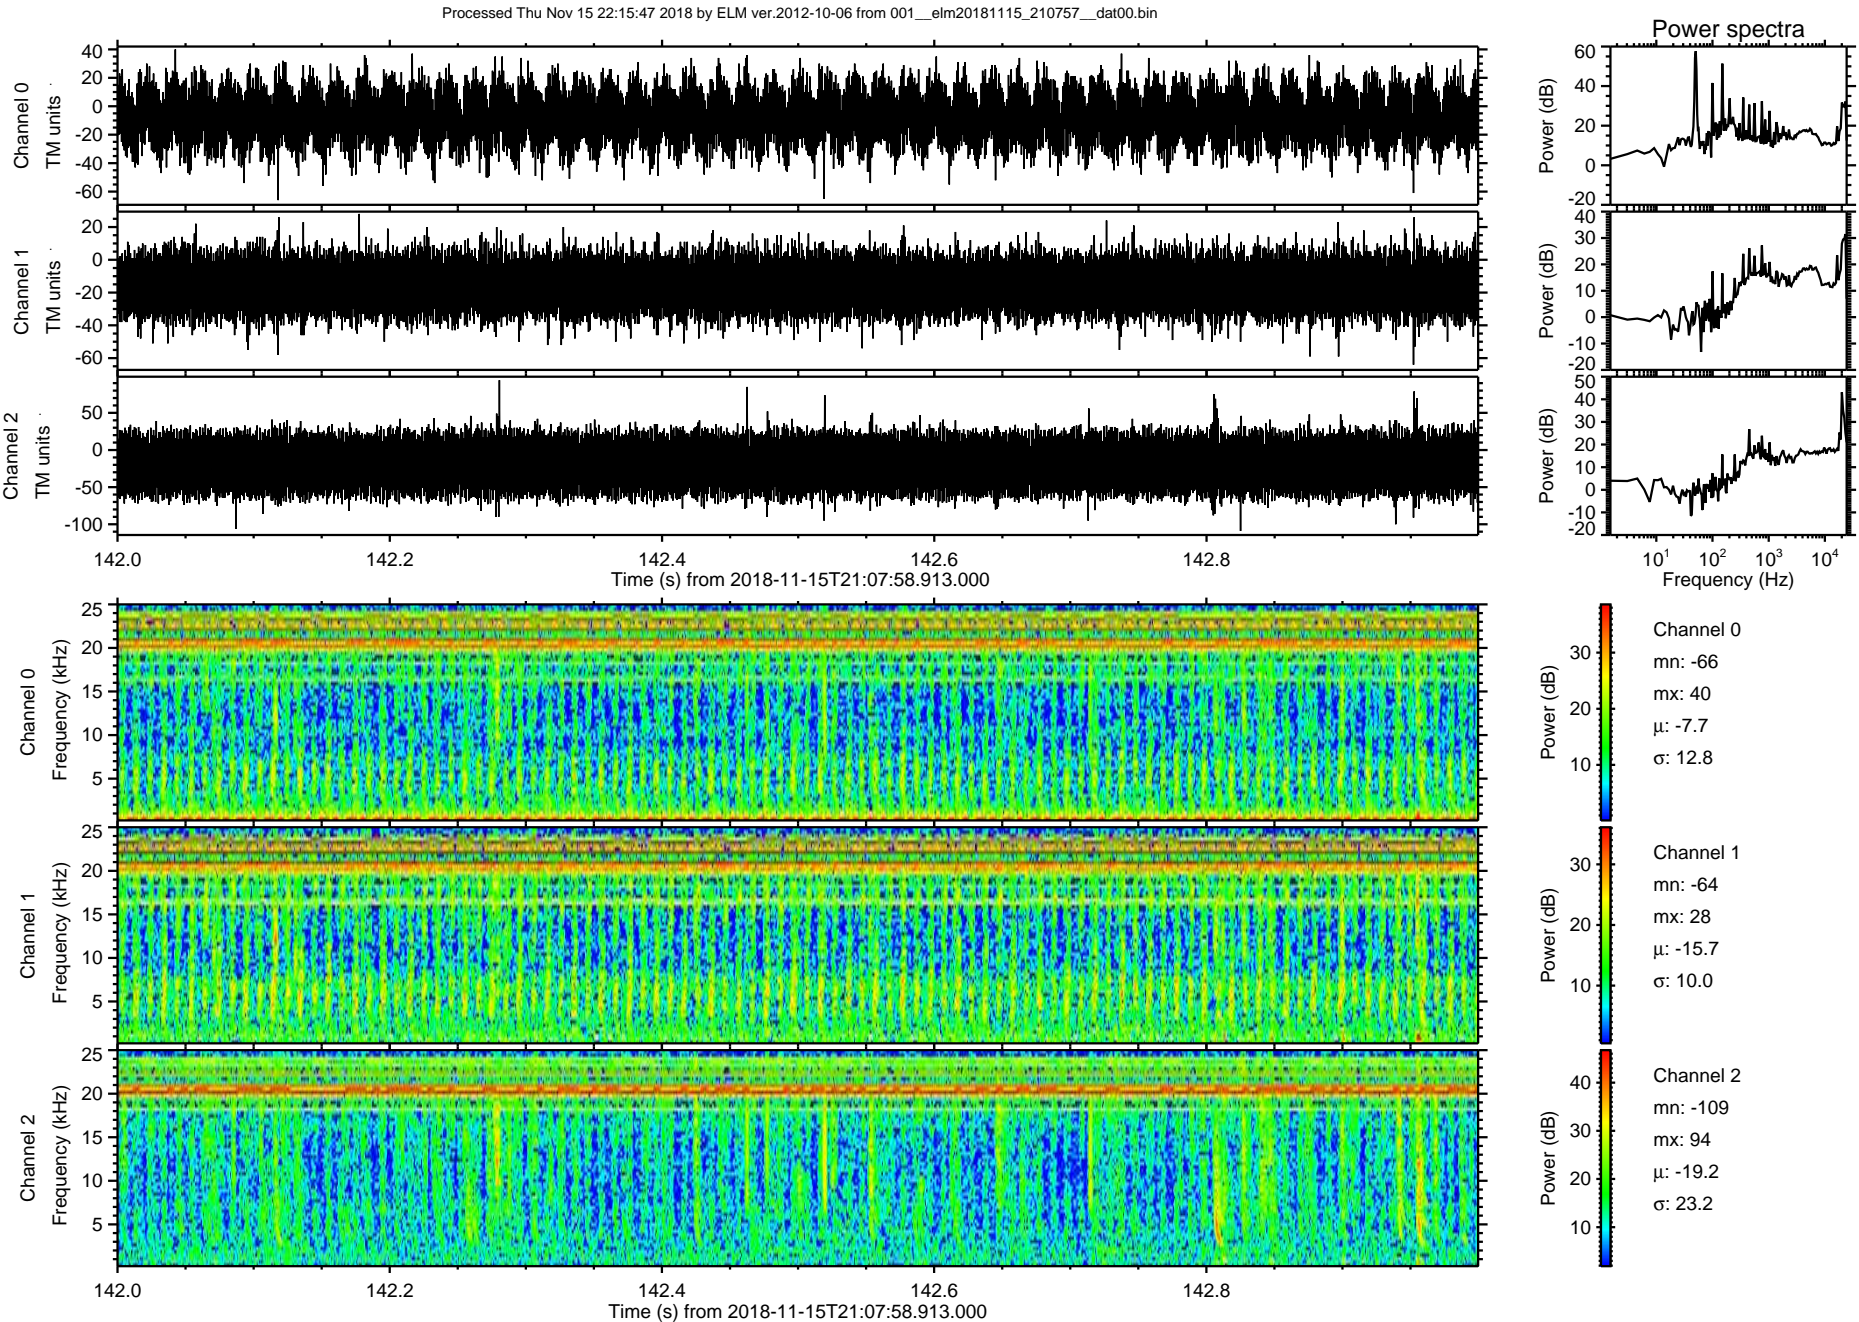 Processed Thu Nov 15 22:15:47 2018 by ELM ver.2012-10-06 from 001__elm20181115_210757__dat00.bin
Power spectra
Channel 0
TM units
40
20
0
-20
-40
-60
Power (dB)
60
40
20
0
-20
Channel 1
TM units
20
0
-20
-40
-60
Power (dB)
40
30
20
10
0
-10
-20
Channel 2
TM units
50
0
-50
-100
Power (dB)
50
40
30
20
10
0
-10
-20
142.0 142.2 142.4 142.6 142.8
Time (s) from 2018-11-15T21:07:58.913.000
10¹ 10² 10³ 10⁴
Frequency (Hz)
Channel 0
Frequency (kHz)
25
20
15
10
5
Power (dB)
30
20
10
Channel 0
mn: -66
mx: 40
μ: -7.7
σ: 12.8
Channel 1
Frequency (kHz)
25
20
15
10
5
Power (dB)
30
20
10
Channel 1
mn: -64
mx: 28
μ: -15.7
σ: 10.0
Channel 2
Frequency (kHz)
25
20
15
10
5
Power (dB)
40
30
20
10
Channel 2
mn: -109
mx: 94
μ: -19.2
σ: 23.2
142.0 142.2 142.4 142.6 142.8
Time (s) from 2018-11-15T21:07:58.913.000